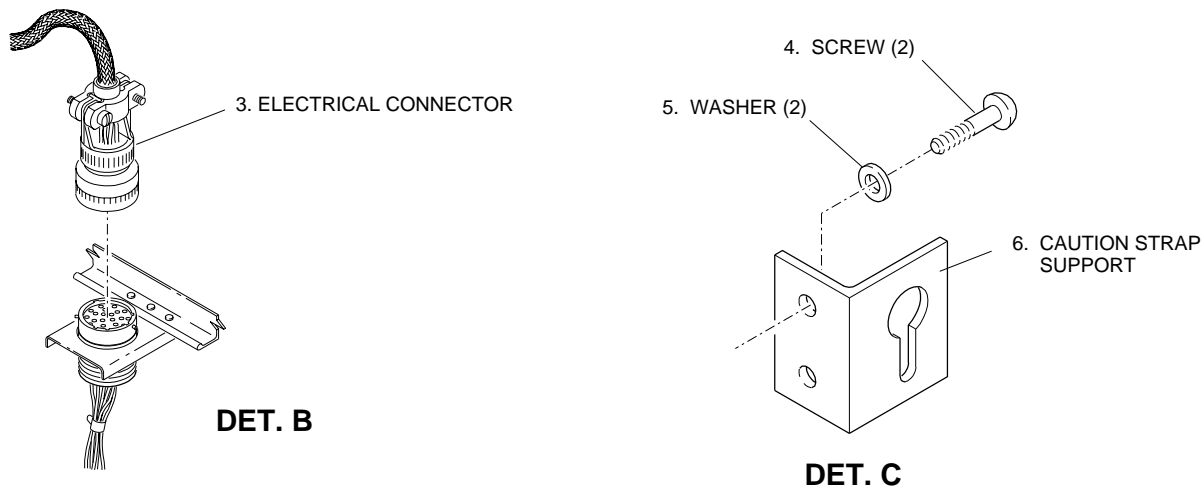 3. ELECTRICAL CONNECTOR
DET. B
4. SCREW (2)
5. WASHER (2)
6. CAUTION STRAP
SUPPORT
DET. C